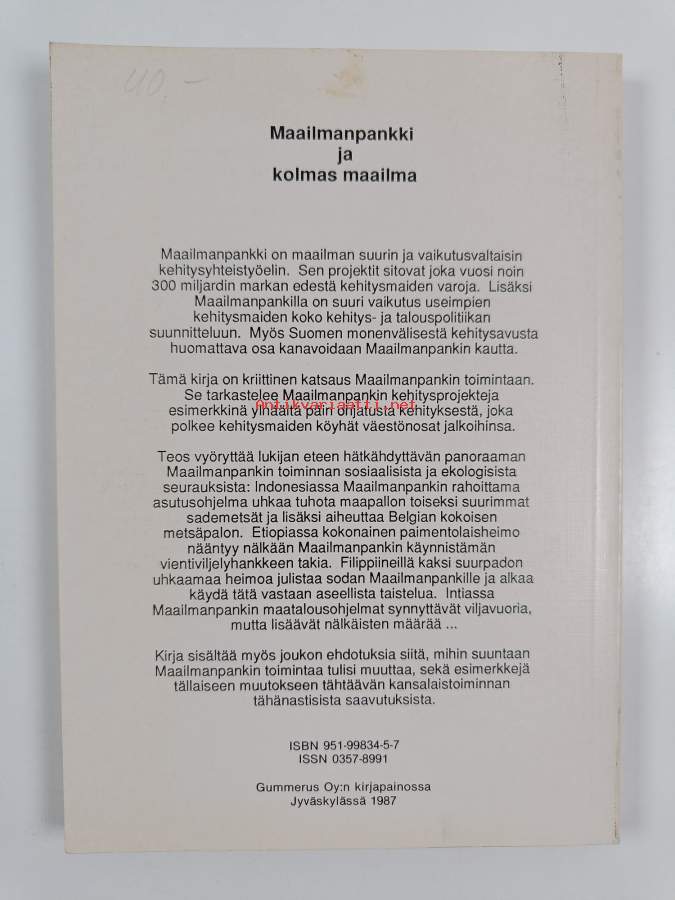 40,-
Maailmanpankki
ja
kolmas maailma
Maailmanpankki on maailman suurin ja vaikutusvaltaisin
kehitysyhteistyöelin. Sen projektit sitovat joka vuosi noin
300 miljardin markan edestä kehitysmaiden varoja. Lisäksi
Maailmanpankilla on suuri vaikutus useimpien
kehitysmaiden koko kehitys- ja talouspolitiikan
suunnitteluun. Myös Suomen monenvälisestä kehitysavusta
huomattava osa kanavoidaan Maailmanpankin kautta.
Tämä kirja on kriittinen katsaus Maailmanpankin toimintaan.
Se tarkastelee Maailmanpankin kehitysprojekteja
Antikvariaatti.net
esimerkkinä ylhäältä päin ohjatusta kehityksestä, joka
polkee kehitysmaiden köyhät väestönosat jalkoihinsa.
Teos vyöryttää lukijan eteen hätkähdyttävän panoraaman
Maailmanpankin toiminnan sosiaalisista ja ekologisista
seurauksista: Indonesiassa Maailmanpankin rahoittama
asutusohjelma uhkaa tuhota maapallon toiseksi suurimmat
sademetsät ja lisäksi aiheuttaa Belgian kokoisen
metsäpalon. Etiopiassa kokonainen paimentolaisheimo
nääntyy nälkään Maailmanpankin käynnistämän
vientiviljelyhankkeen takia. Filippiineillä kaksi suurpadon
uhkaamaa heimoa julistaa sodan Maailmanpankille ja alkaa
käydä tätä vastaan aseellista taistelua. Intiassa
Maailmanpankin maatalousohjelmat synnyttävät viljavuoria,
mutta lisäävät nälkäisten määrää ...
Kirja sisältää myös joukon ehdotuksia siitä, mihin suuntaan
Maailmanpankin toimintaa tulisi muuttaa, sekä esimerkkejä
tällaiseen muutokseen tähtäävän kansalaistoiminnan
tähänastisista saavutuksista.
ISBN 951-99834-5-7
ISSN 0357-8991
Gummerus Oy:n kirjapainossa
Jyväskylässä 1987